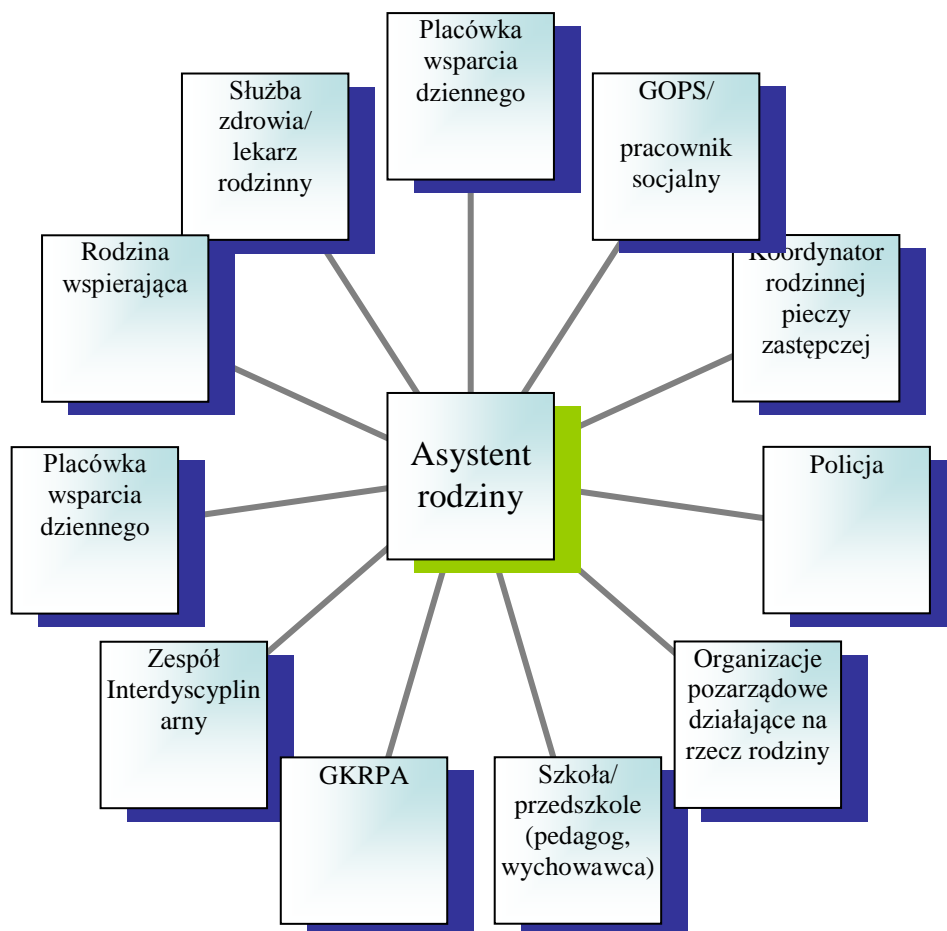 Placówka
wsparcia
dziennego
GOPS/
pracownik
socjalny
Koordynator
rodzinnej
pieczy
zastępczej
Policja
Organizacje
pozarządowe
działające na
rzecz rodziny
Szkoła/
przedszkole
(pedagog,
wychowawca)
GKRPA
Zespół
Interdyscyplin
arny
Placówka
wsparcia
dziennego
Rodzina
wspierająca
Służba
zdrowia/
lekarz
rodzinny
Asystent
rodziny